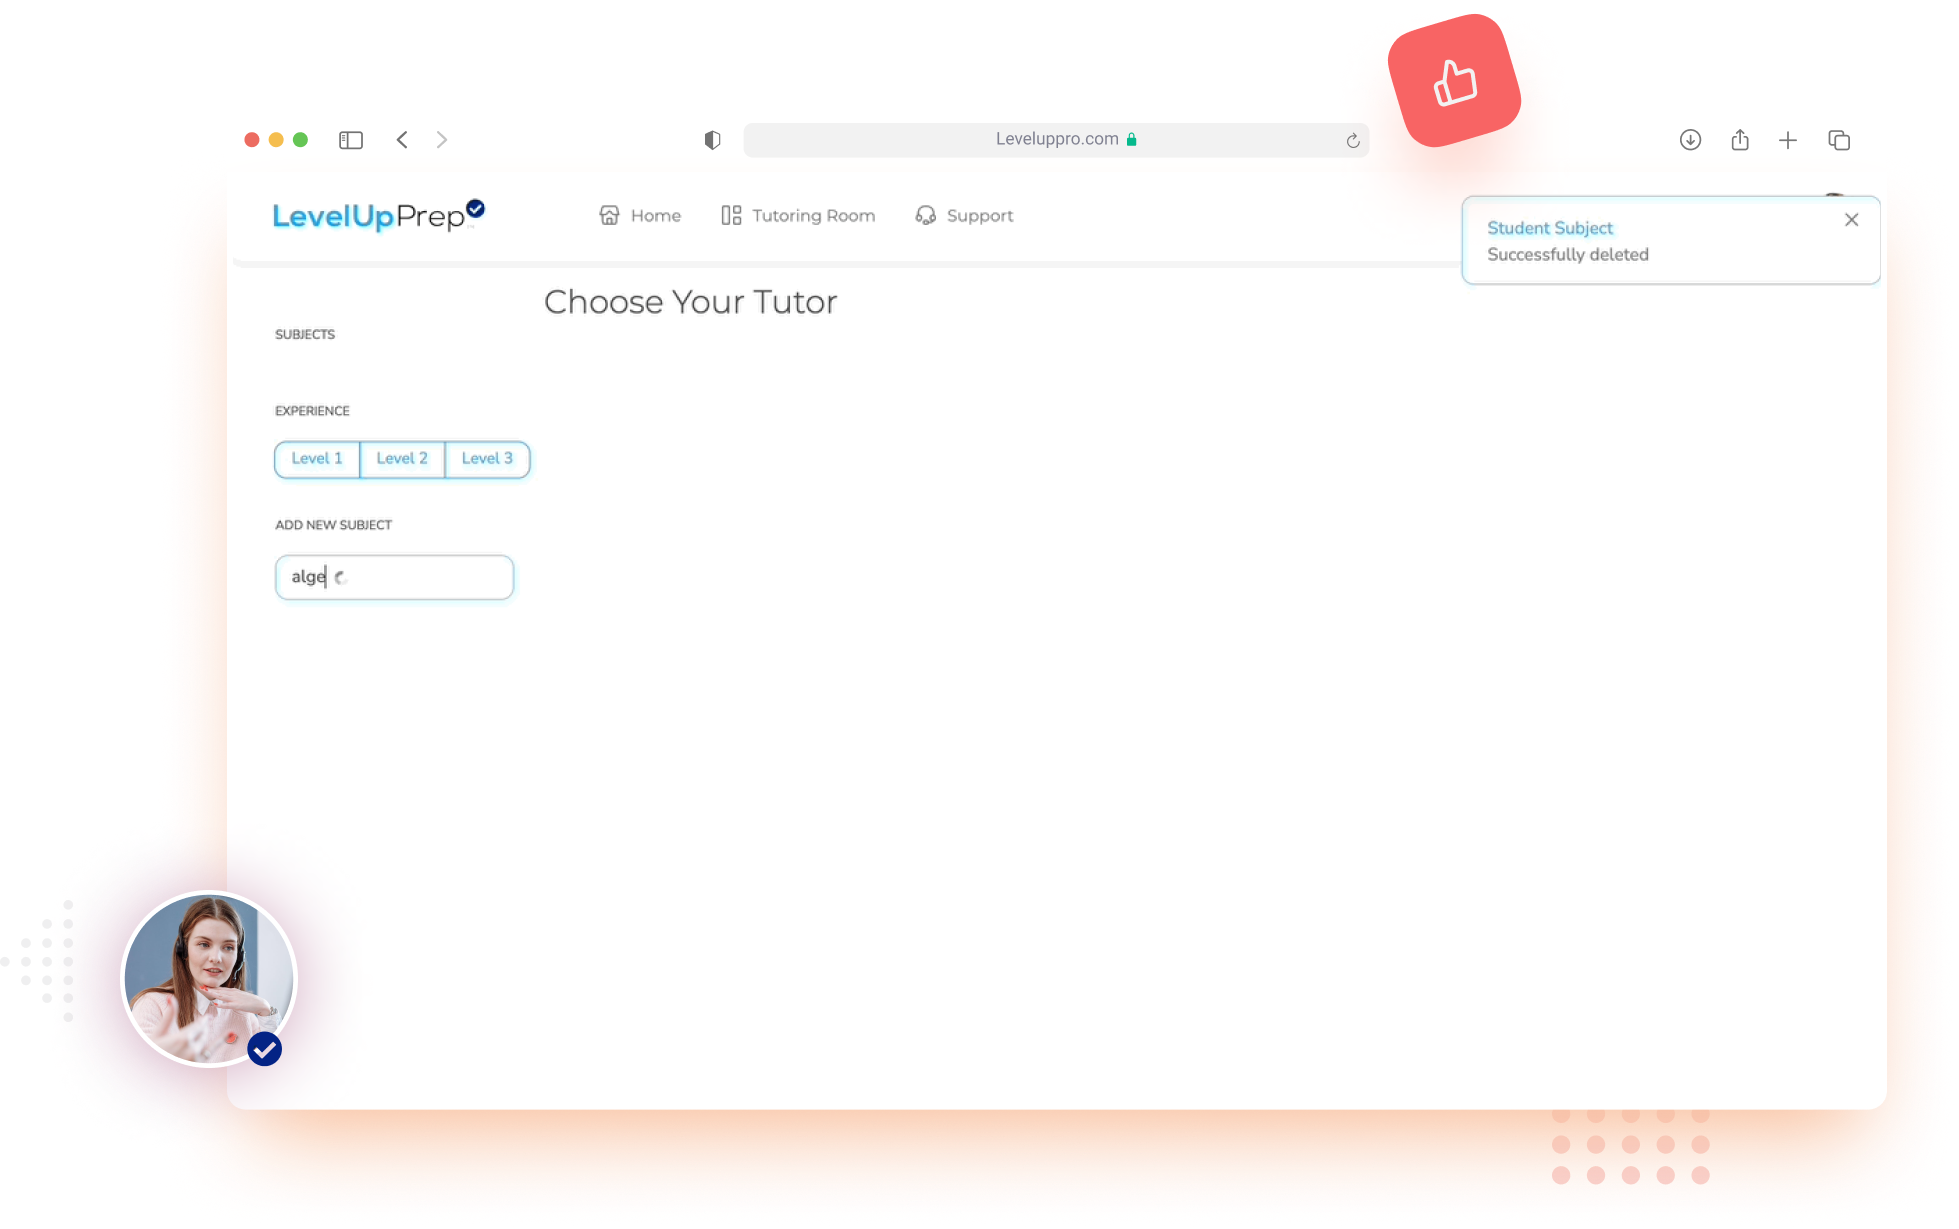 Leveluppro.com
LevelUpPrep
Home
Tutoring Room
Support
Student Subject
Successfully deleted
Choose Your Tutor
SUBJECTS
EXPERIENCE
Level 1
Level 2
Level 3
ADD NEW SUBJECT
alge